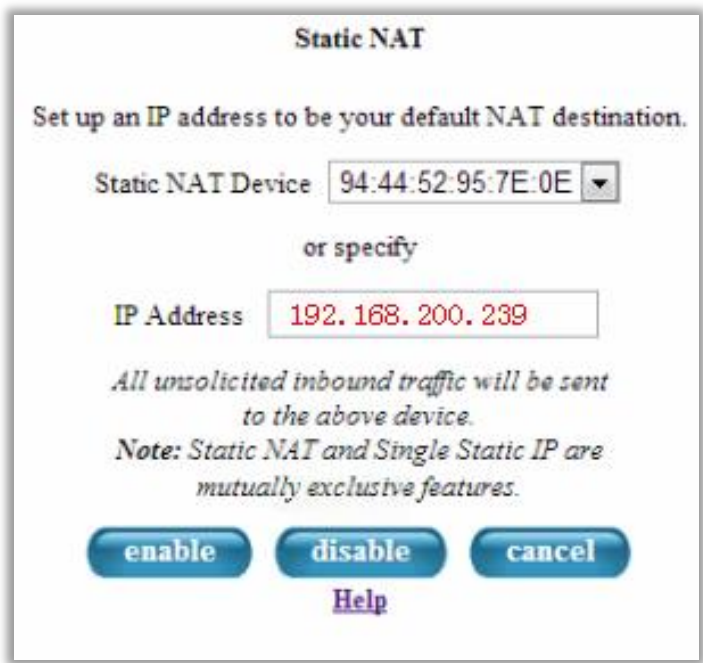 Static NAT
Set up an IP address to be your default NAT destination.
Static NAT Device 94:44:52:95:7E:0E
or specify
IP Address 192.168.200.239
All unsolicited inbound traffic will be sent
to the above device.
Note: Static NAT and Single Static IP are
mutually exclusive features.
enable disable cancel
Help